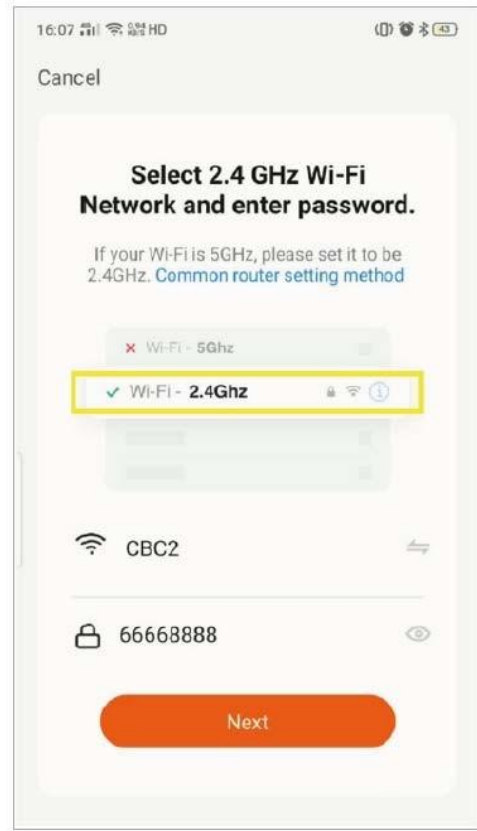 16:07 HD 43
Cancel
Select 2.4 GHz Wi-Fi
Network and enter password.
If your Wi-Fi is 5GHz, please set it to be
2.4GHz. Common router setting method
Wi-Fi - 5Ghz
Wi-Fi - 2.4Ghz
CBC2
66668888
Next